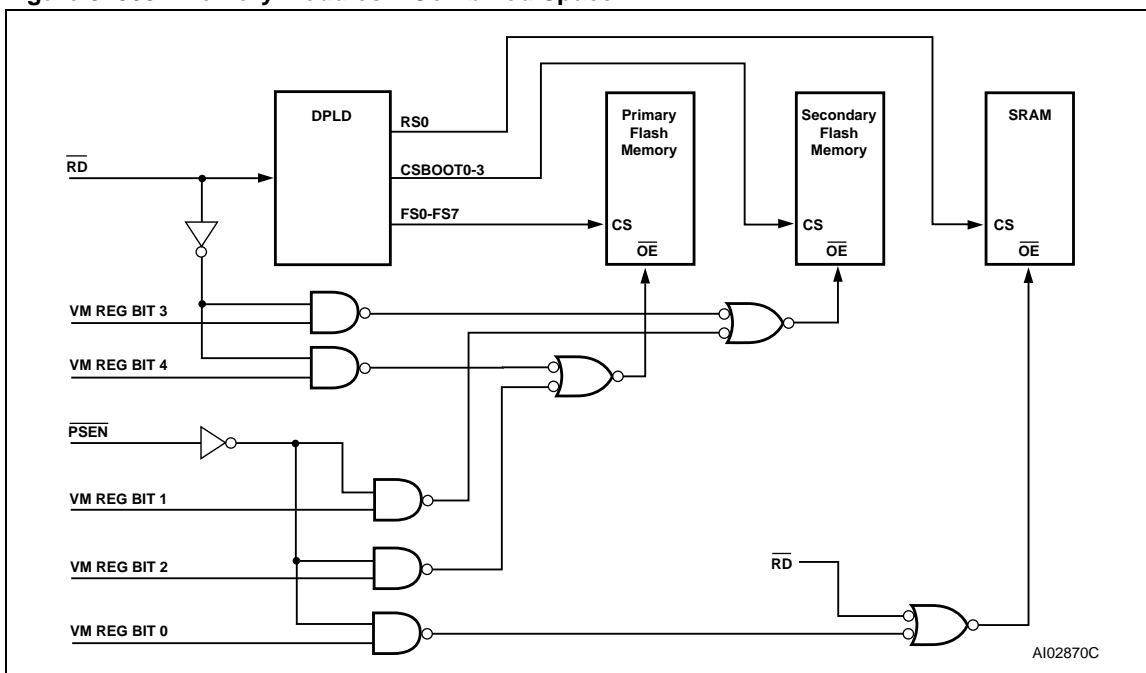 DPLD
RS0
CSBOOT0-3
FS0-FS7
Primary
Flash
Memory
CS
OE
Secondary
Flash
Memory
CS
OE
SRAM
CS
OE
RD
VM REG BIT 3
VM REG BIT 4
PSEN
VM REG BIT 1
VM REG BIT 2
VM REG BIT 0
RD
AI02870C